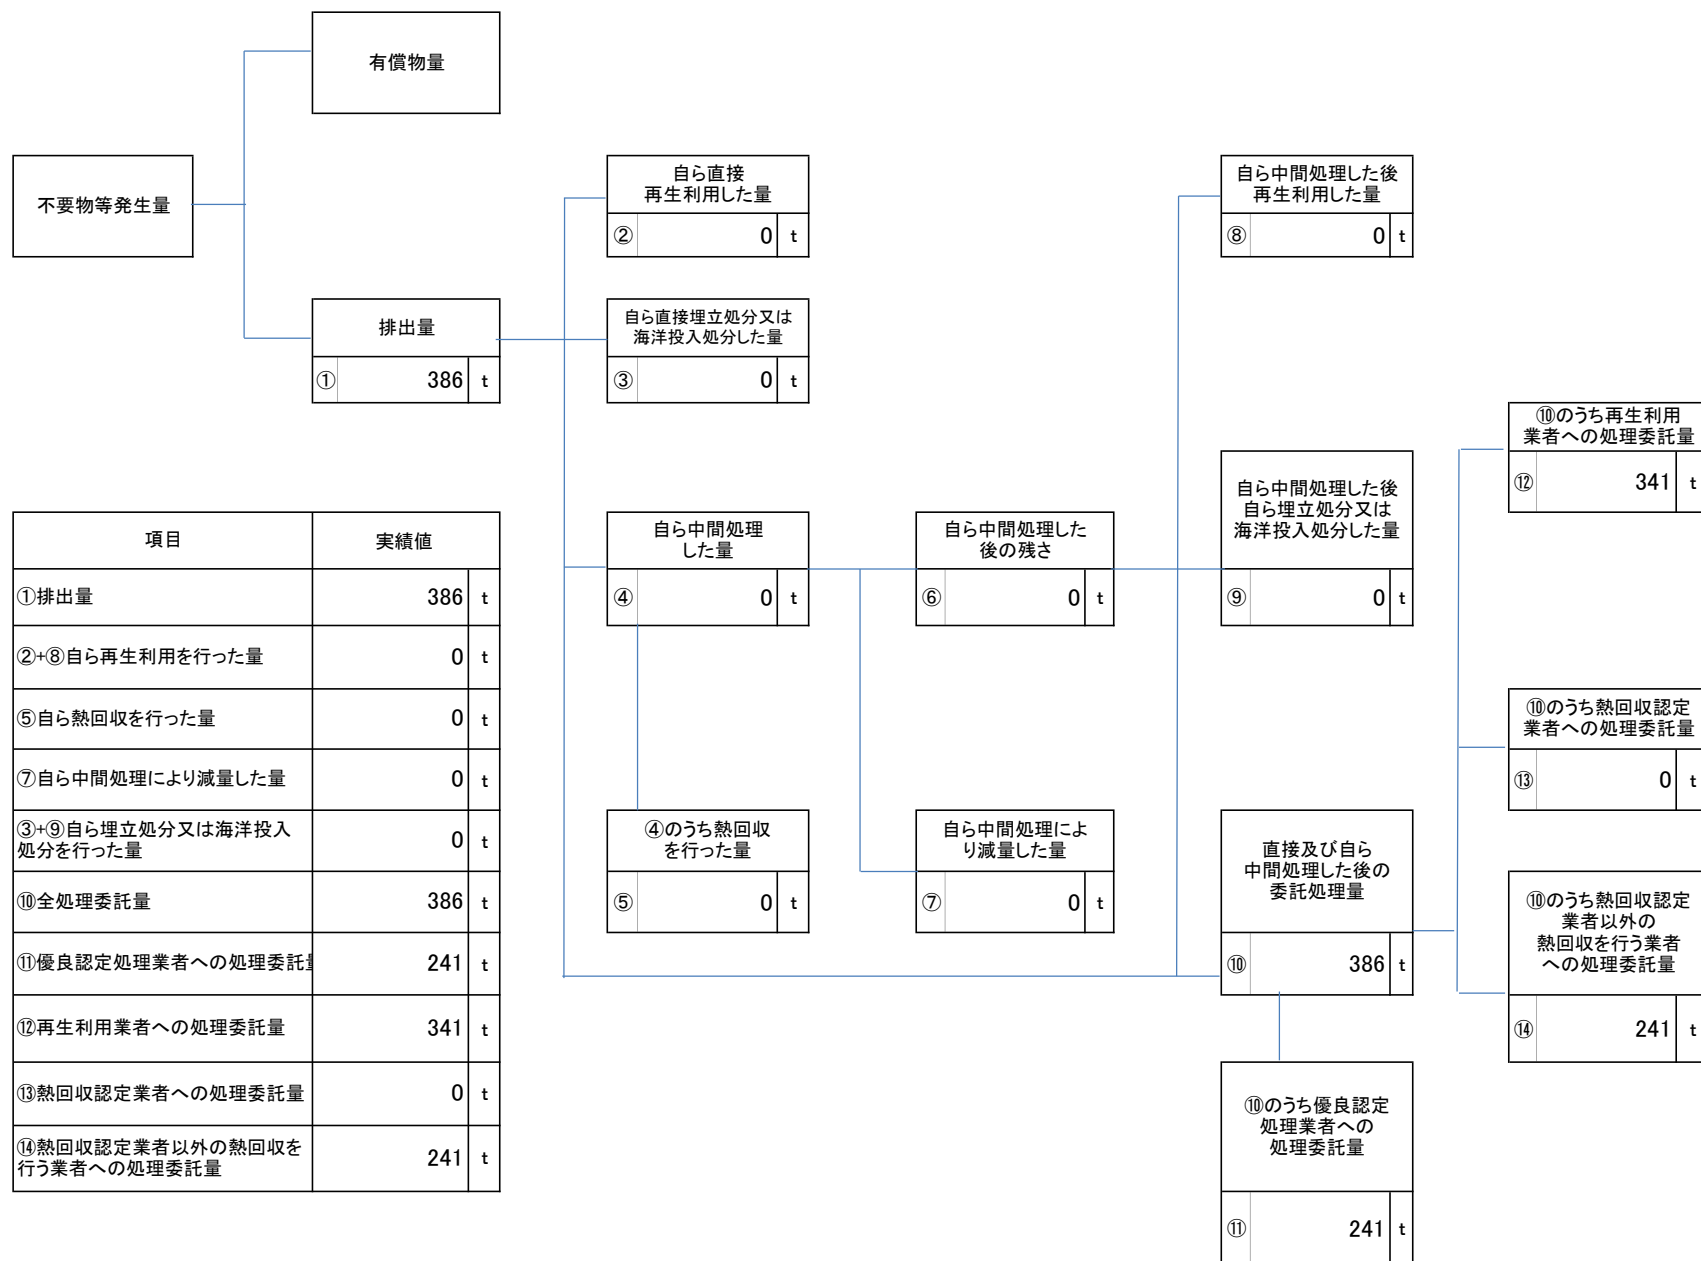 有償物量
不要物等発生量
自ら直接
再生利用した量
② 0 t
自ら中間処理した後
再生利用した量
⑧ 0 t
排出量
① 386 t
自ら直接埋立処分又は
海洋投入処分した量
③ 0 t
⑩のうち再生利用
業者への処理委託量
⑫ 341 t
自ら中間処理した後
自ら埋立処分又は
海洋投入処分した量
⑨ 0 t
自ら中間処理
した量
④ 0 t
自ら中間処理した
後の残さ
⑥ 0 t
⑩のうち熱回収認定
業者への処理委託量
⑬ 0 t
④のうち熱回収
を行った量
⑤ 0 t
自ら中間処理によ
り減量した量
⑦ 0 t
直接及び自ら
中間処理した後の
委託処理量
⑩ 386 t
⑩のうち熱回収認定
業者以外の
熱回収を行う業者
への処理委託量
⑭ 241 t
⑩のうち優良認定
処理業者への
処理委託量
⑪ 241 t
項目 実績値
①排出量 386 t
②+⑧自ら再生利用を行った量 0 t
⑤自ら熱回収を行った量 0 t
⑦自ら中間処理により減量した量 0 t
③+⑨自ら埋立処分又は海洋投入
処分を行った量 0 t
⑩全処理委託量 386 t
⑪優良認定処理業者への処理委託 241 t
⑫再生利用業者への処理委託量 341 t
⑬熱回収認定業者への処理委託量 0 t
⑭熱回収認定業者以外の熱回収を
行う業者への処理委託量 241 t